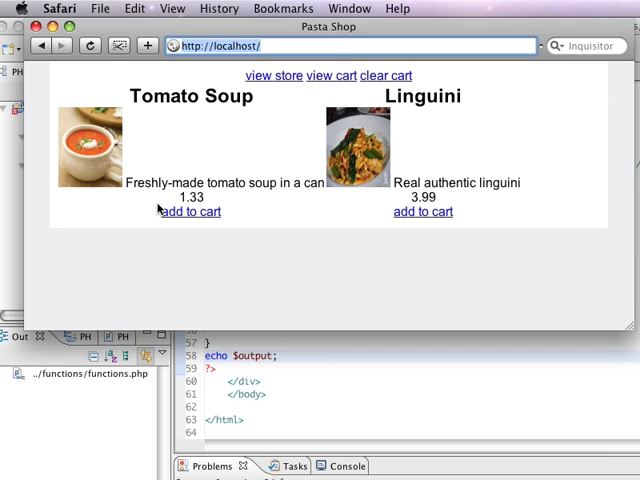 Safari File Edit View History Bookmarks Window Help
Pasta Shop
http://localhost/
Inquisitor
view store view cart clear cart
Tomato Soup Linguini
Freshly-made tomato soup in a can Real authentic linguini
1.33 3.99
add to cart add to cart
Out PH PH
57 }
58 echo $output;
59 ?>
../functions/functions.php
60 </div>
61 </body>
62
63 </html>
64
Problems Tasks Console